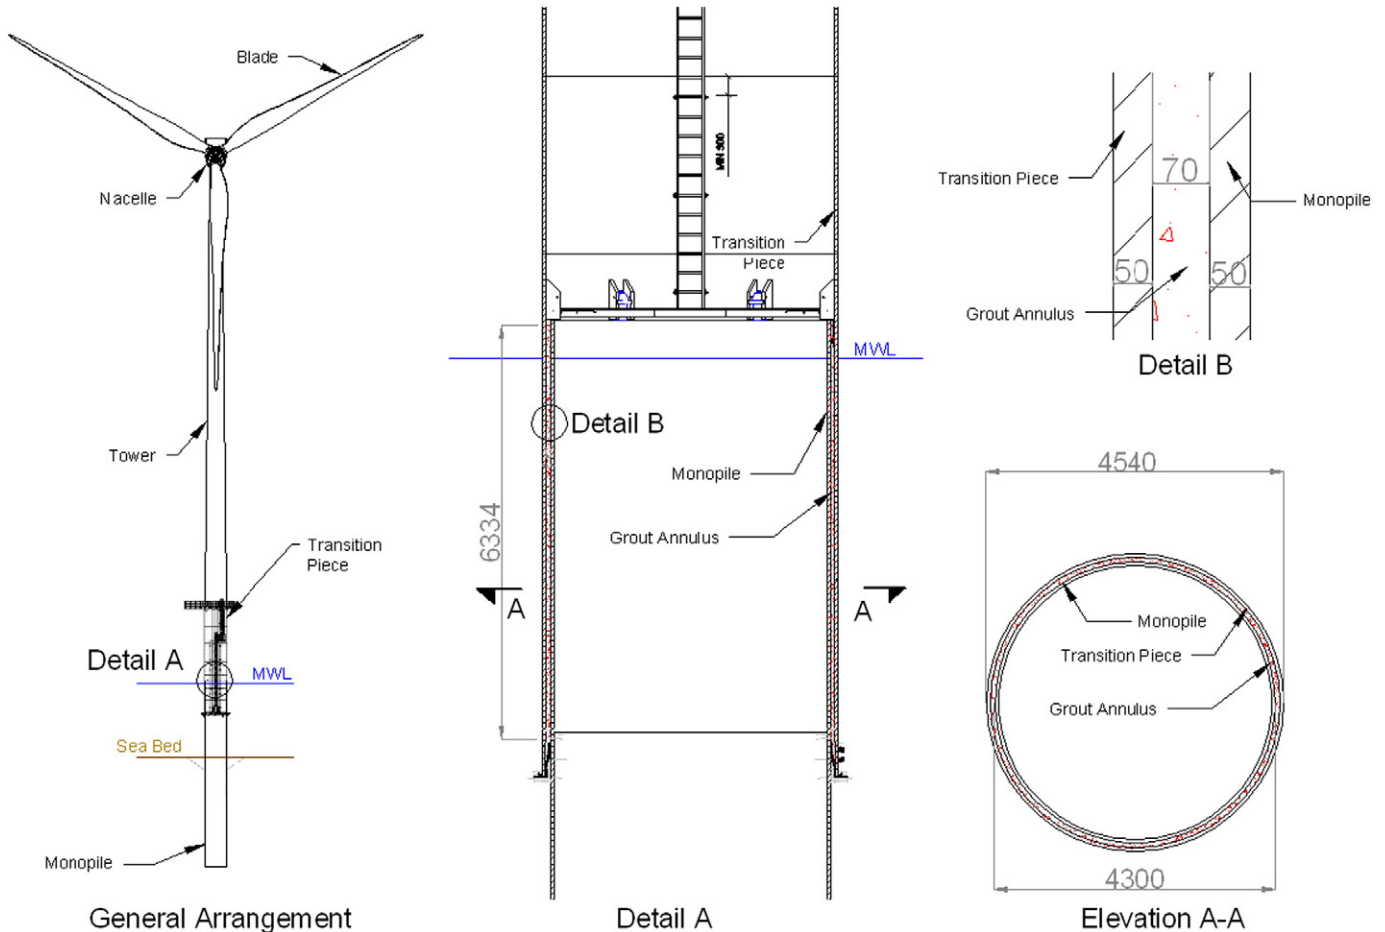 Blade
Nacelle
Tower
Transition
Piece
Detail A
MWL
Sea Bed
Monopile
General Arrangement
MIN 300
Transition
Piece
MWL
Detail B
Monopile
Grout Annulus
6334
A
A
Detail A
Transition Piece
70
Monopile
50
50
Grout Annulus
Detail B
4540
Monopile
Transition Piece
Grout Annulus
4300
Elevation A-A